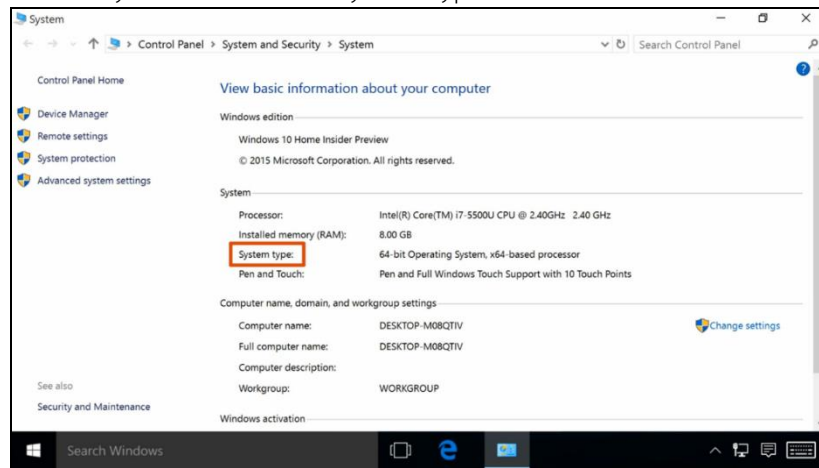 System
Control Panel > System and Security > System
Search Control Panel
Control Panel Home
Device Manager
Remote settings
System protection
Advanced system settings
View basic information about your computer
Windows edition
Windows 10 Home Insider Preview
© 2015 Microsoft Corporation. All rights reserved.
System
Processor: Intel(R) Core(TM) i7-5500U CPU @ 2.40GHz 2.40 GHz
Installed memory (RAM): 8.00 GB
System type: 64-bit Operating System, x64-based processor
Pen and Touch: Pen and Full Windows Touch Support with 10 Touch Points
Computer name, domain, and workgroup settings
Computer name: DESKTOP-M08QTIV
Change settings
Full computer name: DESKTOP-M08QTIV
Computer description:
Workgroup: WORKGROUP
See also
Security and Maintenance
Windows activation
Search Windows